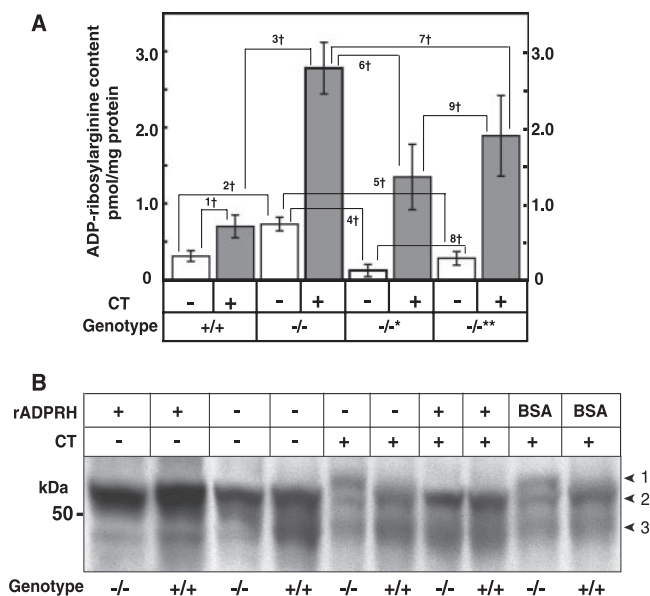 A
ADP-ribosylarginine content
pmol/mg protein
3.0 3.0
2.0 2.0
1.0 1.0
0 0
1† 2† 3† 4† 5† 6† 7† 8† 9†
CT - + - + - + - +
Genotype +/+ -/- -/-* -/-**
B
rADPRH + + - - - - + + BSA BSA
CT - - - - + + + + + +
kDa
50
1
2
3
Genotype -/- +/+ -/- +/+ -/- +/+ -/- +/+ -/- +/+